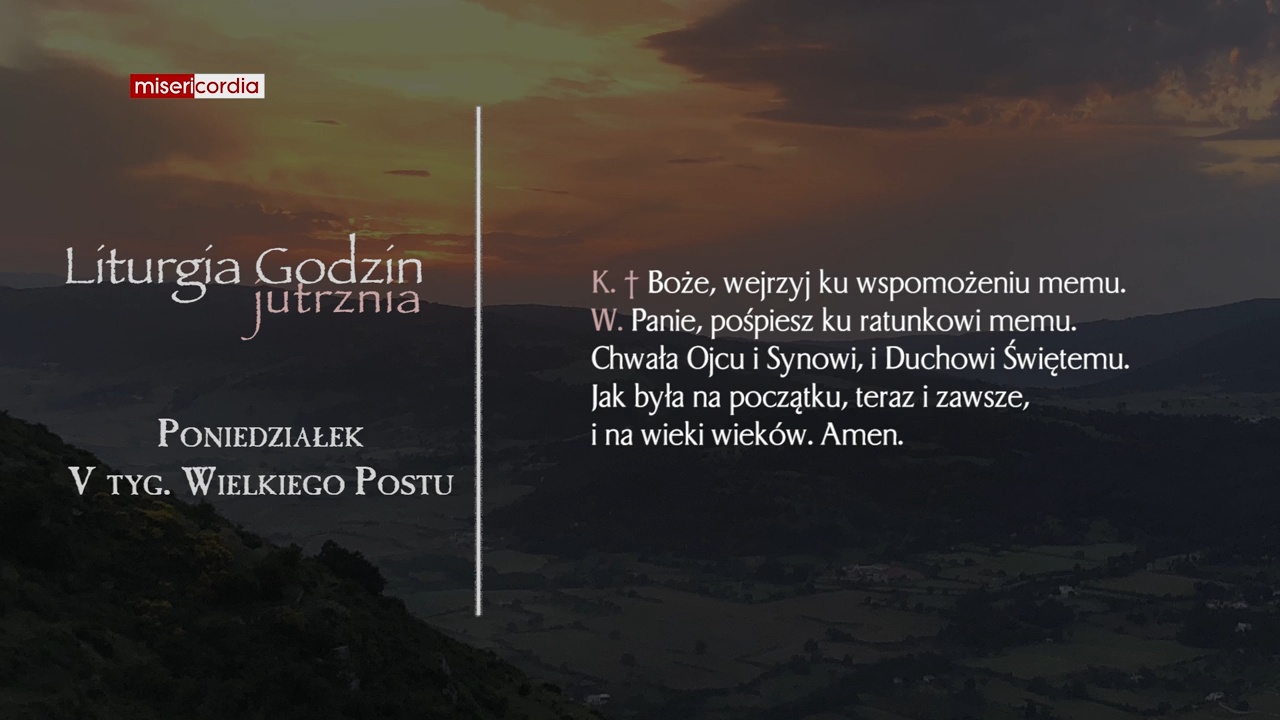 misericordia
Liturgia Godzin
jutrznia
Poniedziałek
V tyg. Wielkiego Postu
K. † Boże, wejrzyj ku wspomożeniu memu.
W. Panie, pośpiesz ku ratunkowi memu.
Chwała Ojcu i Synowi, i Duchowi Świętemu.
Jak była na początku, teraz i zawsze,
i na wieki wieków. Amen.